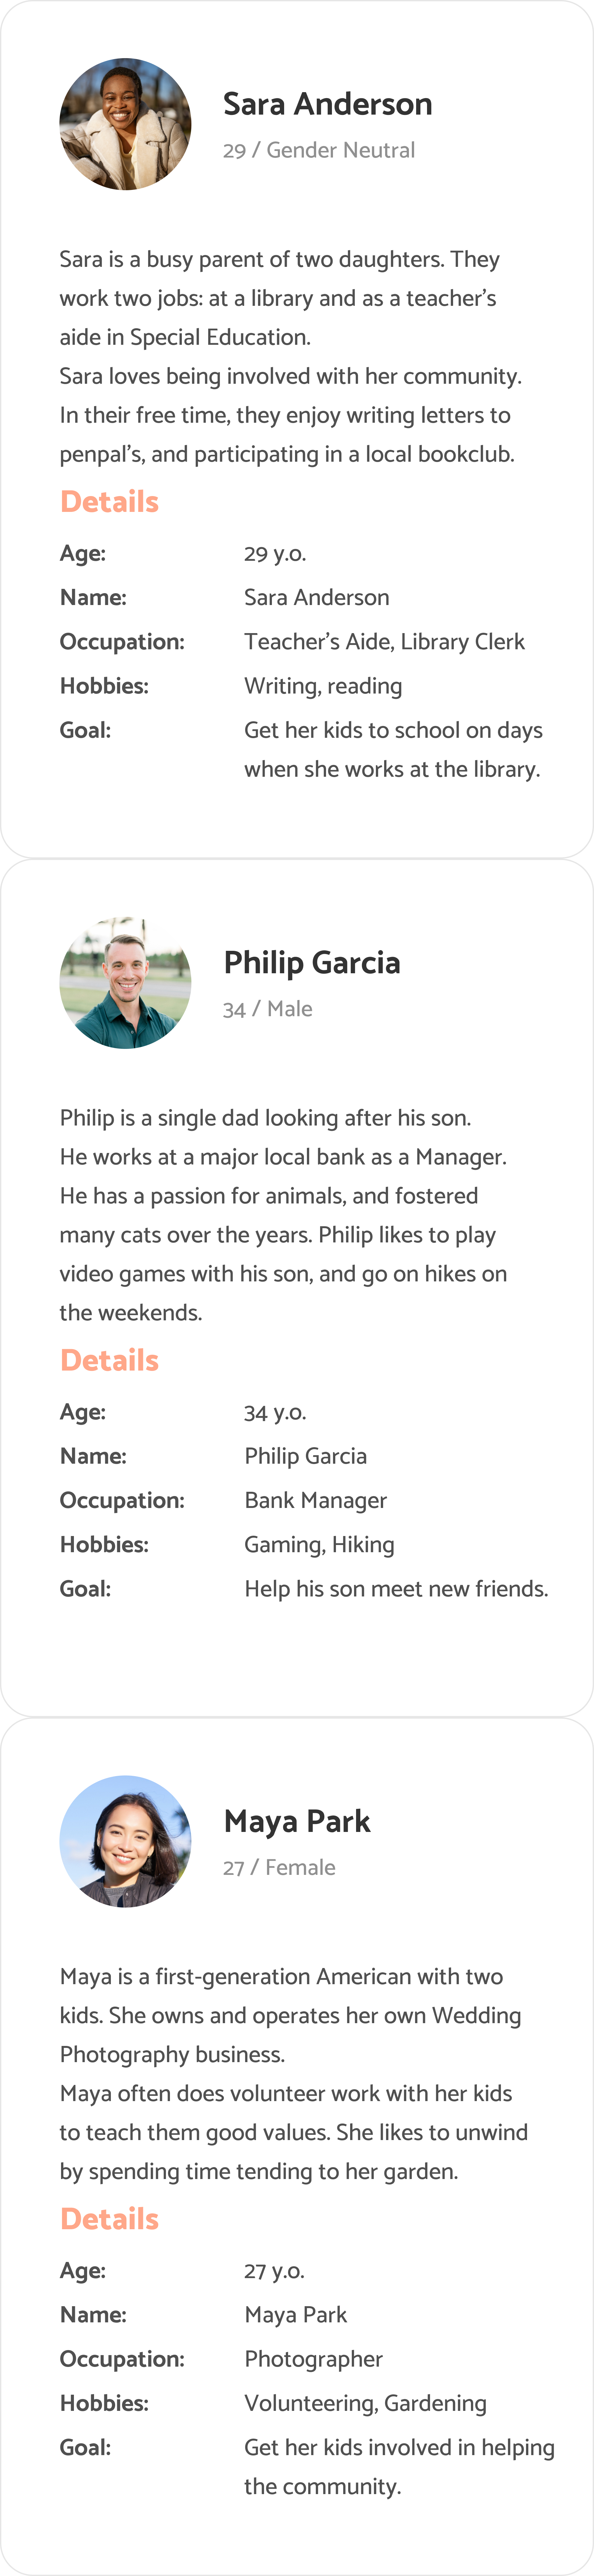 Sara Anderson
29 / Gender Neutral
Sara is a busy parent of two daughters. They
work two jobs: at a library and as a teacher’s
aide in Special Education.
Sara loves being involved with her community.
In their free time, they enjoy writing letters to
penpal’s, and participating in a local bookclub.
Details
Age: 29 y.o.
Name: Sara Anderson
Occupation: Teacher’s Aide, Library Clerk
Hobbies: Writing, reading
Goal: Get her kids to school on days
when she works at the library.
Philip Garcia
34 / Male
Philip is a single dad looking after his son.
He works at a major local bank as a Manager.
He has a passion for animals, and fostered
many cats over the years. Philip likes to play
video games with his son, and go on hikes on
the weekends.
Details
Age: 34 y.o.
Name: Philip Garcia
Occupation: Bank Manager
Hobbies: Gaming, Hiking
Goal: Help his son meet new friends.
Maya Park
27 / Female
Maya is a first-generation American with two
kids. She owns and operates her own Wedding
Photography business.
Maya often does volunteer work with her kids
to teach them good values. She likes to unwind
by spending time tending to her garden.
Details
Age: 27 y.o.
Name: Maya Park
Occupation: Photographer
Hobbies: Volunteering, Gardening
Goal: Get her kids involved in helping
the community.